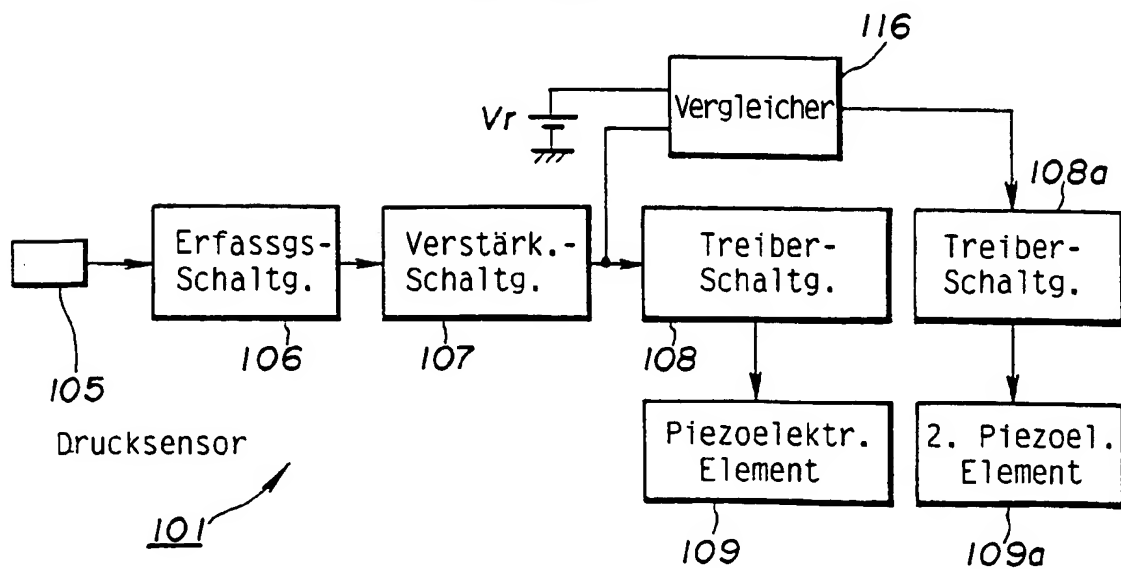 116
Vergleicher
Vr
108a
Erfassgs-
Schaltg.
Verstärk.-
Schaltg.
Treiber-
Schaltg.
Treiber-
Schaltg.
105
106
107
108
Drucksensor
Piezoelektr.
Element
2. Piezoel.
Element
101
109
109a